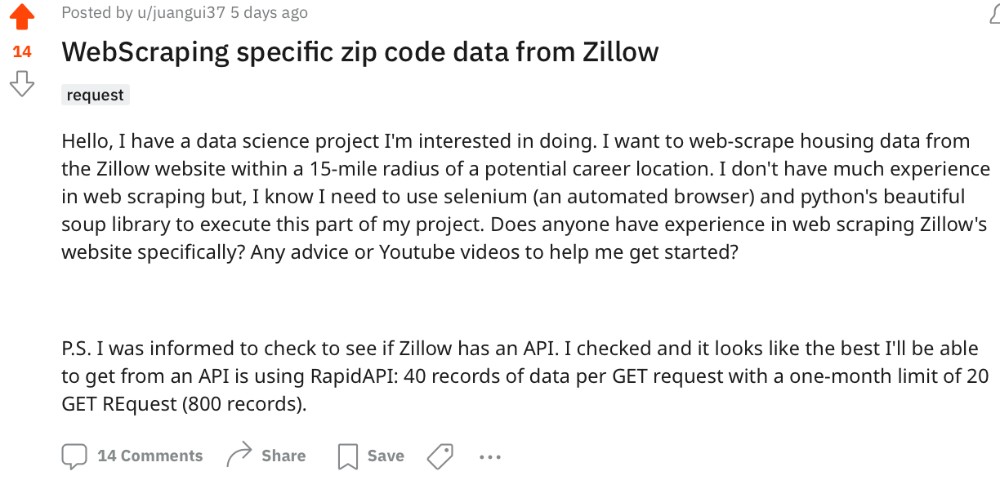 Posted by u/juangui37 5 days ago
14
WebScraping specific zip code data from Zillow
request
Hello, I have a data science project I'm interested in doing. I want to web-scrape housing data from
the Zillow website within a 15-mile radius of a potential career location. I don't have much experience
in web scraping but, I know I need to use selenium (an automated browser) and python's beautiful
soup library to execute this part of my project. Does anyone have experience in web scraping Zillow's
website specifically? Any advice or Youtube videos to help me get started?
P.S. I was informed to check to see if Zillow has an API. I checked and it looks like the best I'll be able
to get from an API is using RapidAPI: 40 records of data per GET request with a one-month limit of 20
GET REquest (800 records).
14 Comments Share Save